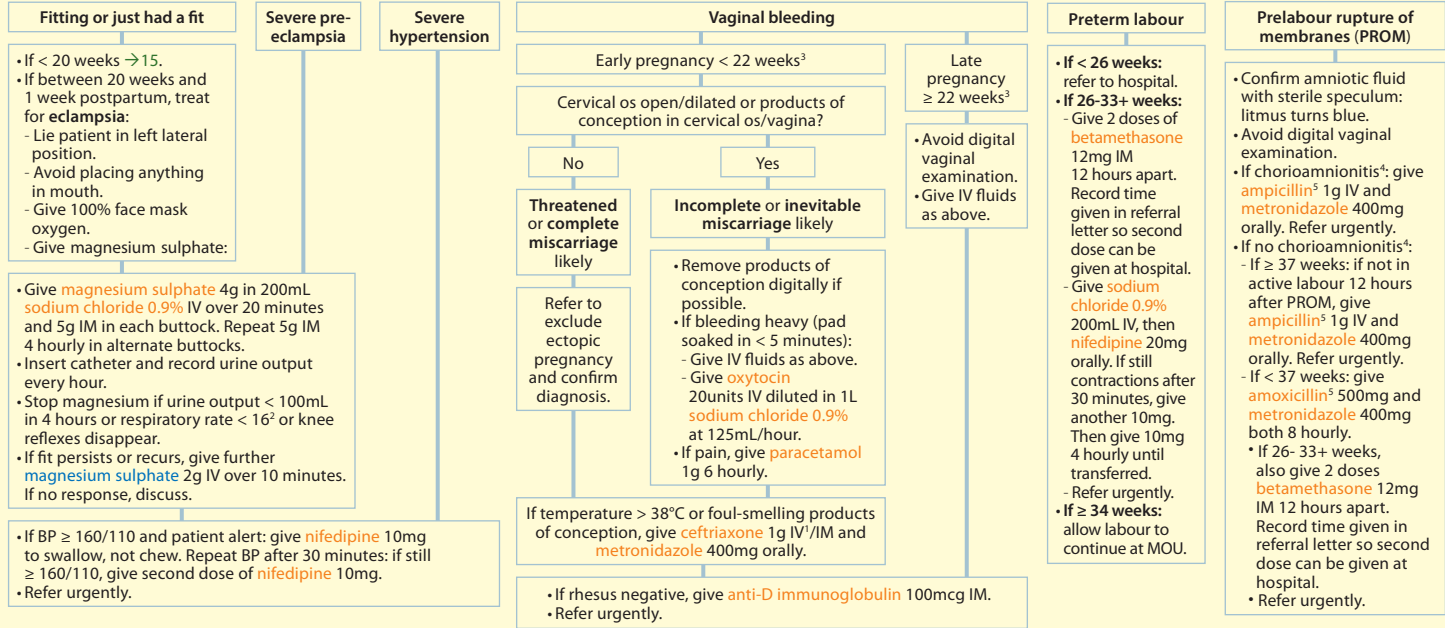 Fitting or just had a fit
• If < 20 weeks →15.
• If between 20 weeks and
1 week postpartum, treat
for eclampsia:
- Lie patient in left lateral
position.
- Avoid placing anything
in mouth.
- Give 100% face mask
oxygen.
- Give magnesium sulphate:
Severe pre-
eclampsia
• Give magnesium sulphate 4g in 200mL
sodium chloride 0.9% IV over 20 minutes
and 5g IM in each buttock. Repeat 5g IM
4 hourly in alternate buttocks.
• Insert catheter and record urine output
every hour.
• Stop magnesium if urine output < 100mL
in 4 hours or respiratory rate < 16² or knee
reflexes disappear.
• If fit persists or recurs, give further
magnesium sulphate 2g IV over 10 minutes.
If no response, discuss.
Severe
hypertension
• If BP ≥ 160/110 and patient alert: give nifedipine 10mg
to swallow, not chew. Repeat BP after 30 minutes: if still
≥ 160/110, give second dose of nifedipine 10mg.
• Refer urgently.
Vaginal bleeding
Early pregnancy < 22 weeks³
Cervical os open/dilated or products of
conception in cervical os/vagina?
No
Threatened
or complete
miscarriage
likely
Refer to
exclude
ectopic
pregnancy
and confirm
diagnosis.
Yes
Incomplete or inevitable
miscarriage likely
• Remove products of
conception digitally if
possible.
• If bleeding heavy (pad
soaked in < 5 minutes):
- Give IV fluids as above.
- Give oxytocin
20units IV diluted in 1L
sodium chloride 0.9%
at 125mL/hour.
• If pain, give paracetamol
1g 6 hourly.
If temperature > 38°C or foul-smelling products
of conception, give ceftriaxone 1g IV¹/IM and
metronidazole 400mg orally.
Late
pregnancy
≥ 22 weeks³
• Avoid digital
vaginal
examination.
• Give IV fluids
as above.
• If rhesus negative, give anti-D immunoglobulin 100mcg IM.
• Refer urgently.
Preterm labour
• If < 26 weeks:
refer to hospital.
• If 26-33+ weeks:
- Give 2 doses of
betamethasone
12mg IM
12 hours apart.
Record time
given in referral
letter so second
dose can be
given at hospital.
- Give sodium
chloride 0.9%
200mL IV, then
nifedipine 20mg
orally. If still
contractions after
30 minutes, give
another 10mg.
Then give 10mg
4 hourly until
transferred.
- Refer urgently.
• If ≥ 34 weeks:
allow labour to
continue at MOU.
Prelabour rupture of
membranes (PROM)
• Confirm amniotic fluid
with sterile speculum:
litmus turns blue.
• Avoid digital vaginal
examination.
• If chorioamnionitis⁴: give
ampicillin⁵ 1g IV and
metronidazole 400mg
orally. Refer urgently.
• If no chorioamnionitis⁴:
- If ≥ 37 weeks: if not in
active labour 12 hours
after PROM, give
ampicillin⁵ 1g IV and
metronidazole 400mg
orally. Refer urgently.
- If < 37 weeks: give
amoxicillin⁵ 500mg and
metronidazole 400mg
both 8 hourly.
• If 26- 33+ weeks,
also give 2 doses
betamethasone 12mg
IM 12 hours apart.
Record time given in
referral letter so second
dose can be given at
hospital.
• Refer urgently.